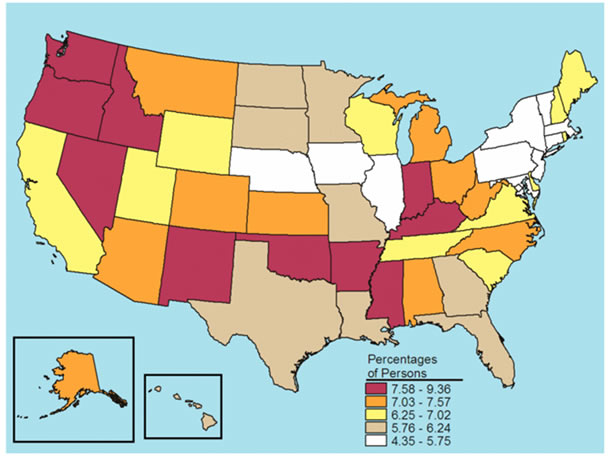 Percentages
of Persons
7.58 - 9.36
7.03 - 7.57
6.25 - 7.02
5.76 - 6.24
4.35 - 5.75